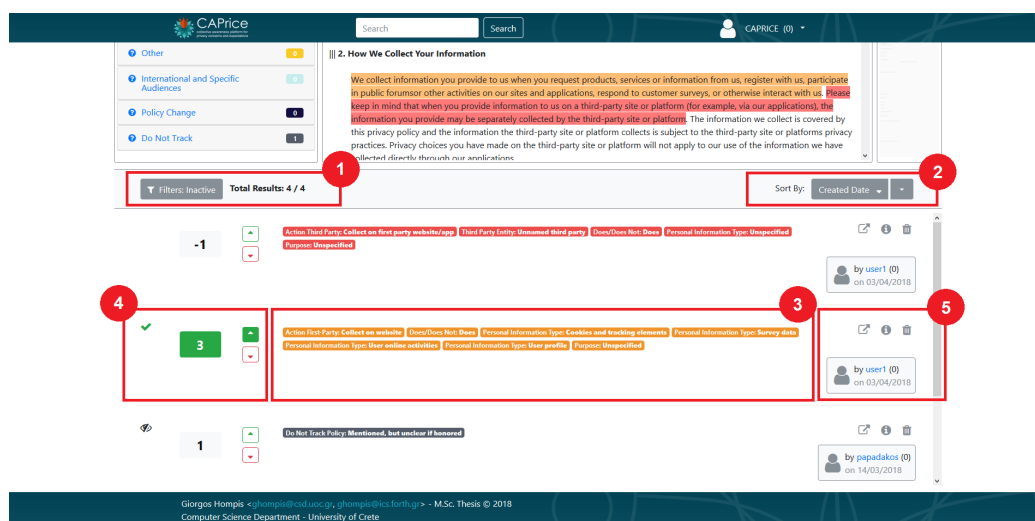 CAPrice
collective awareness platform for
privacy concerns and expectations
Search
Search
CAPRICE (0)
Other
0
International and Specific
Audiences
0
Policy Change
0
Do Not Track
1
||| 2. How We Collect Your Information
We collect information you provide to us when you request products, services or information from us, register with us, participate
in public forumsor other activities on our sites and applications, respond to customer surveys, or otherwise interact with us. Please
keep in mind that when you provide information to us on a third-party site or platform (for example, via our applications), the
information you provide may be separately collected by the third-party site or platform. The information we collect is covered by
this privacy policy and the information the third-party site or platform collects is subject to the third-party site or platforms privacy
practices. Privacy choices you have made on the third-party site or platform will not apply to our use of the information we have
collected directly through our applications.
1
2
Filters: Inactive
Total Results: 4 / 4
Sort By:
Created Date
-1
Action Third Party: Collect on first party website/app Third Party Entity: Unnamed third party Does/Does Not: Does Personal Information Type: Unspecified
Purpose: Unspecified
by user1 (0)
on 03/04/2018
4
3
5
3
Action First-Party: Collect on website Does/Does Not: Does Personal Information Type: Cookies and tracking elements Personal Information Type: Survey data
Personal Information Type: User online activities Personal Information Type: User profile Purpose: Unspecified
by user1 (0)
on 03/04/2018
1
Do Not Track Policy: Mentioned, but unclear if honored
by papadakos (0)
on 14/03/2018
Giorgos Hompis <ghompis@csd.uoc.gr, ghompis@ics.forth.gr> - M.Sc. Thesis © 2018
Computer Science Department - University of Crete